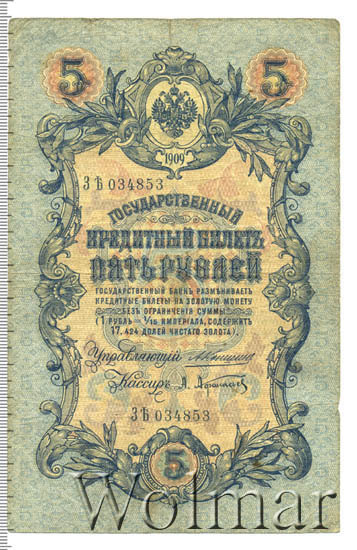 5 5
1909
ЗѢ 034853
ГОСУДАРСТВЕННЫЙ
КРЕДИТНЫЙ БИЛЕТЪ
ПЯТЬ РУБЛЕЙ
ГОСУДАРСТВЕННЫЙ БАНКЪ РАЗМѢНИВАЕТЪ
КРЕДИТНЫЕ БИЛЕТЫ НА ЗОЛОТУЮ МОНЕТУ
БЕЗЪ ОГРАНИЧЕНІЯ СУММЫ
(1 РУБЛЬ = 1/15 ИМПЕРІАЛА, СОДЕРЖИТЪ
17,424 ДОЛЕЙ ЧИСТАГО ЗОЛОТА).
Управляющій
Кассиръ
ЗѢ 034853
5
Wolmar